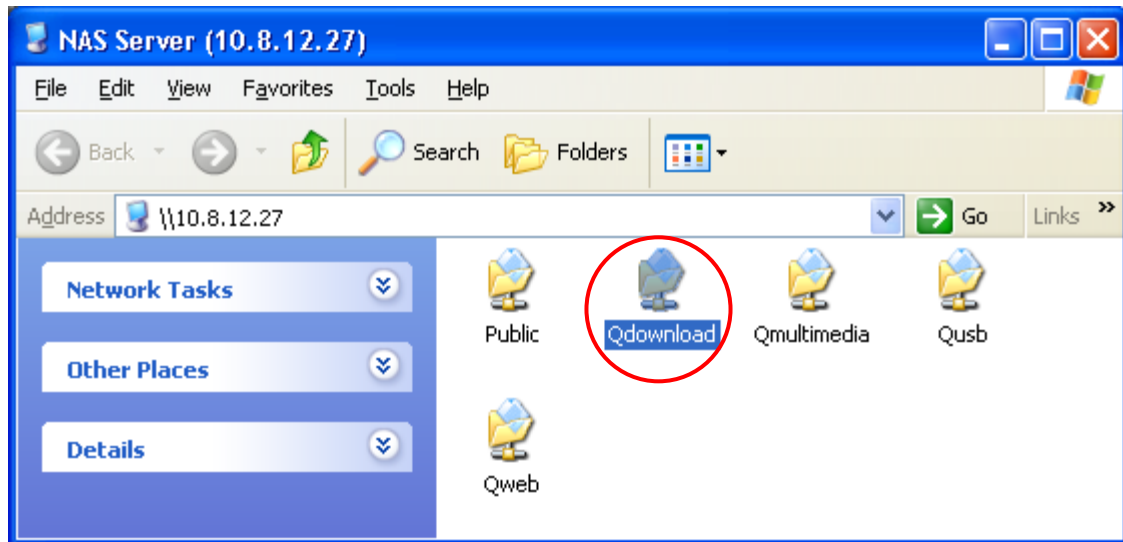 NAS Server (10.8.12.27)
File Edit View Favorites Tools Help
Back Search Folders
Address \\10.8.12.27 Go Links »
Network Tasks
Other Places
Details
Public Qdownload Qmultimedia Qusb
Qweb